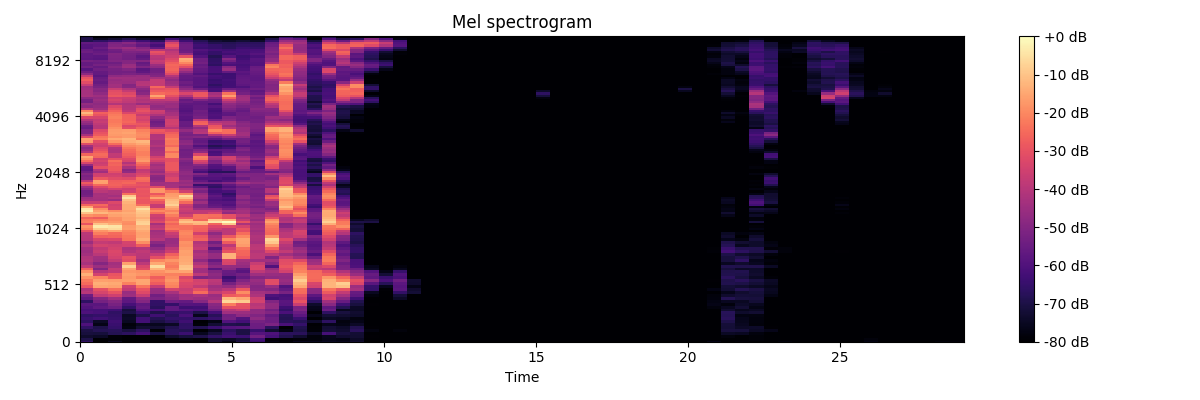 Mel spectrogram
8192
4096
2048
1024
512
0
Hz
0 5 10 15 20 25
Time
+0 dB
-10 dB
-20 dB
-30 dB
-40 dB
-50 dB
-60 dB
-70 dB
-80 dB